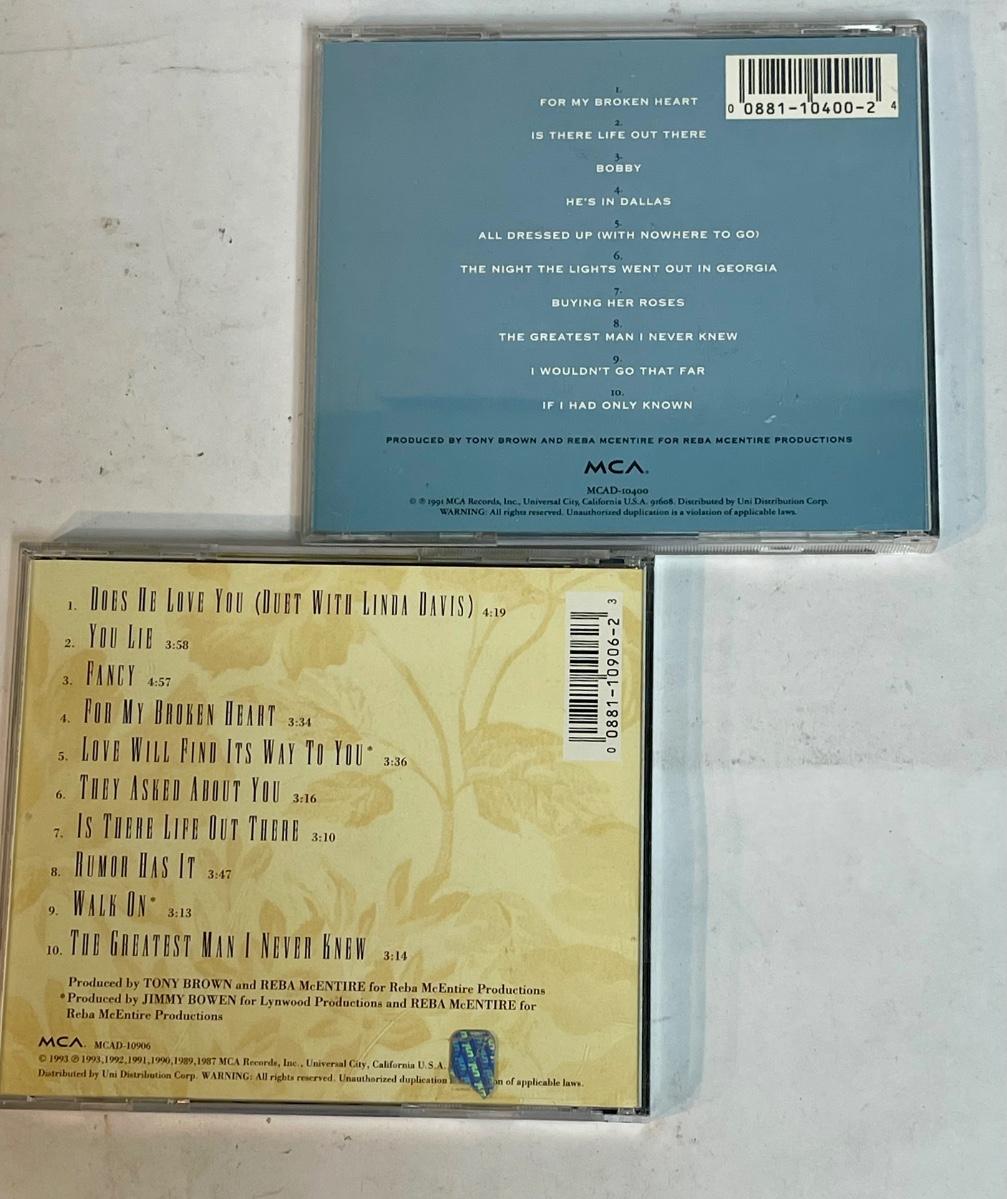 1.
FOR MY BROKEN HEART
2.
IS THERE LIFE OUT THERE
3.
BOBBY
4.
HE'S IN DALLAS
5.
ALL DRESSED UP (WITH NOWHERE TO GO)
6.
THE NIGHT THE LIGHTS WENT OUT IN GEORGIA
7.
BUYING HER ROSES
8.
THE GREATEST MAN I NEVER KNEW
9.
I WOULDN'T GO THAT FAR
10.
IF I HAD ONLY KNOWN
PRODUCED BY TONY BROWN AND REBA MCENTIRE FOR REBA MCENTIRE PRODUCTIONS
MCA®
MCAD-10400
© ℗ 1991 MCA Records, Inc., Universal City, California U.S.A. 91608. Distributed by Uni Distribution Corp.
WARNING: All rights reserved. Unauthorized duplication is a violation of applicable laws.
0 0881-10400-2 4
1. DOES HE LOVE YOU (DUET WITH LINDA DAVIS) 4:19
2. YOU LIE 3:58
3. FANCY 4:57
4. FOR MY BROKEN HEART 3:34
5. LOVE WILL FIND ITS WAY TO YOU* 3:36
6. THEY ASKED ABOUT YOU 3:16
7. IS THERE LIFE OUT THERE 3:10
8. RUMOR HAS IT 3:47
9. WALK ON* 3:13
10. THE GREATEST MAN I NEVER KNEW 3:14
Produced by TONY BROWN and REBA McENTIRE for Reba McEntire Productions
*Produced by JIMMY BOWEN for Lynwood Productions and REBA McENTIRE for
Reba McEntire Productions
MCA. MCAD-10906
© 1993 ℗ 1993,1992,1991,1990,1989,1987 MCA Records, Inc., Universal City, California U.S.A.
Distributed by Uni Distribution Corp. WARNING: All rights reserved. Unauthorized duplication on of applicable laws.
0 0881-10906-2 3